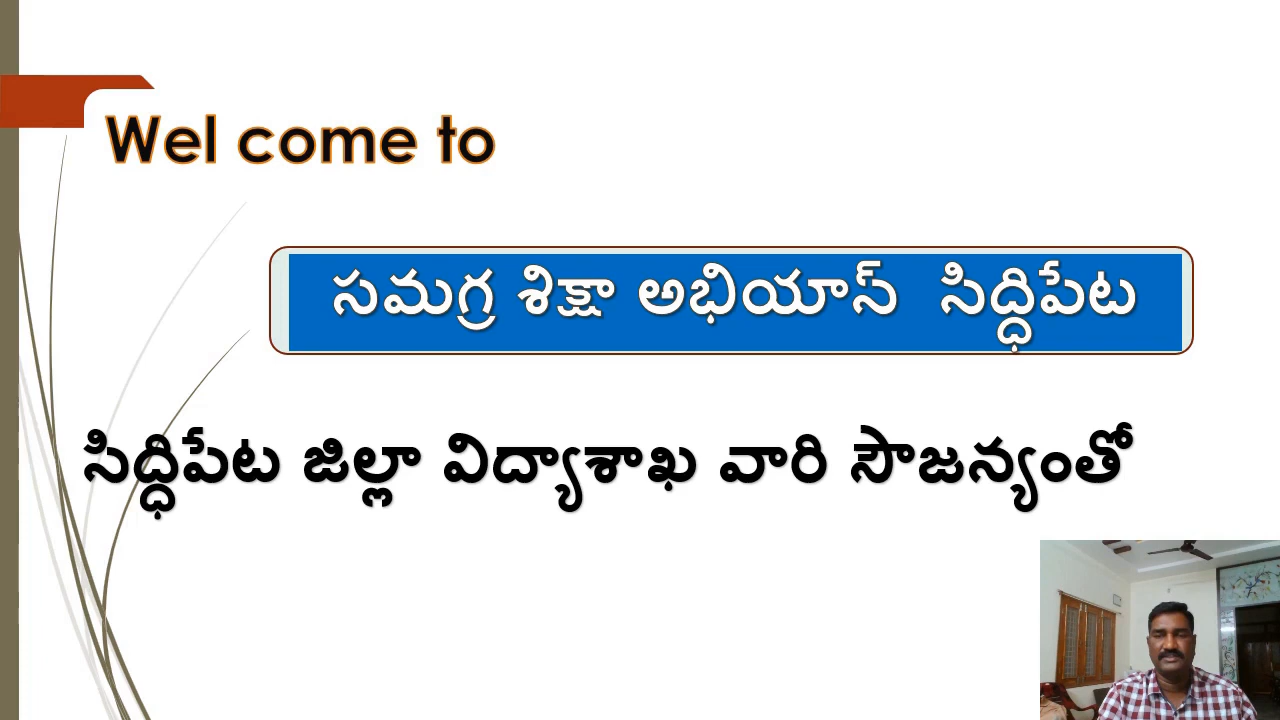 Wel come to
సమగ్ర శిక్షా అభియాన్ సిద్ధిపేట
సిద్ధిపేట జిల్లా విద్యాశాఖ వారి సౌజన్యంతో